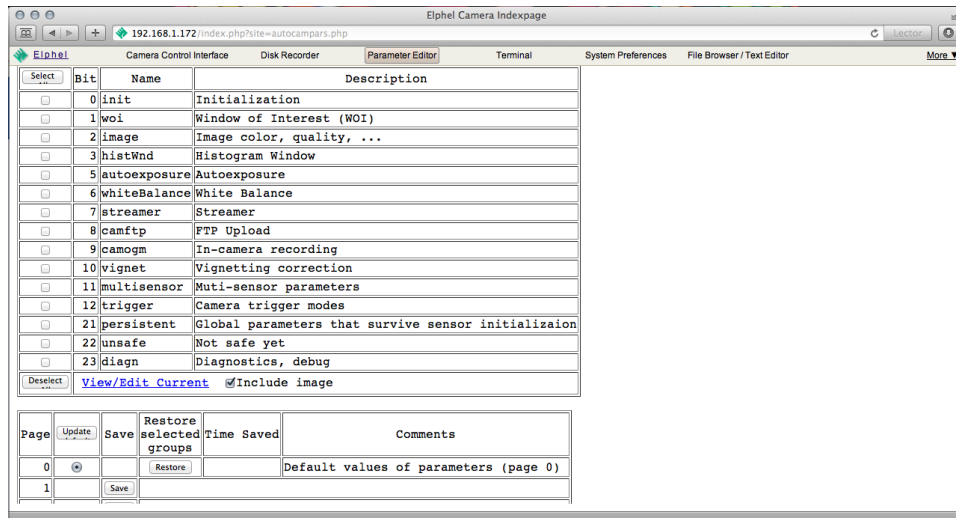 Elphel Camera Indexpage
192.168.1.172/index.php?site=autocampars.php Lector
Elphel Camera Control Interface Disk Recorder Parameter Editor Terminal System Preferences File Browser / Text Editor More ▼
Select Bit Name Description
0 init Initialization
1 woi Window of Interest (WOI)
2 image Image color, quality, ...
3 histWnd Histogram Window
5 autoexposure Autoexposure
6 whiteBalance White Balance
7 streamer Streamer
8 camftp FTP Upload
9 camogm In-camera recording
10 vignet Vignetting correction
11 multisensor Muti-sensor parameters
12 trigger Camera trigger modes
21 persistent Global parameters that survive sensor initializaion
22 unsafe Not safe yet
23 diagn Diagnostics, debug
Deselect View/Edit Current Include image
Page Update Save Restore selected groups Time Saved Comments
0 Restore Default values of parameters (page 0)
1 Save